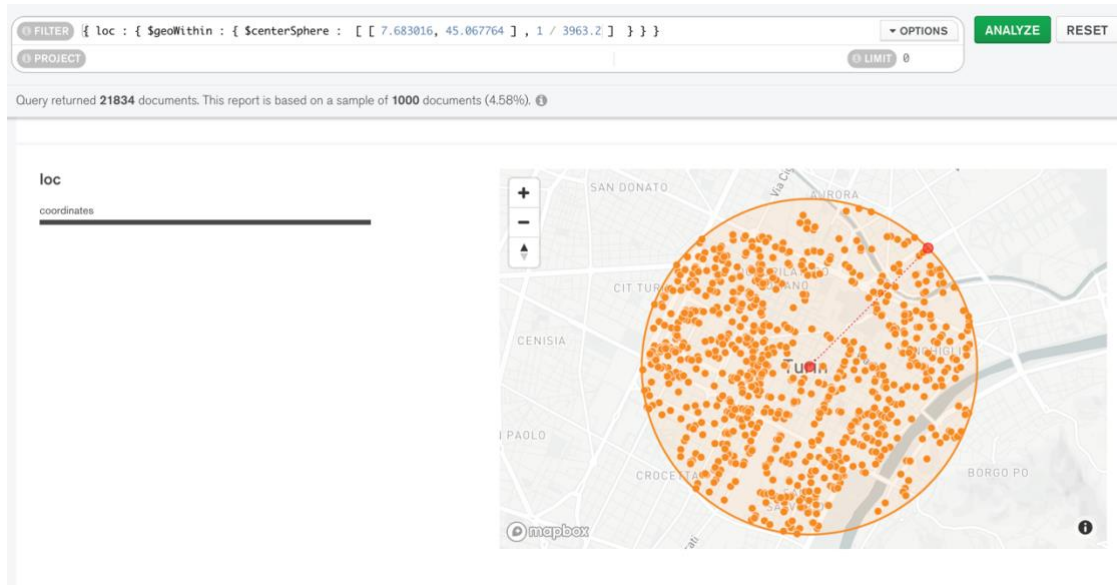 FILTER { loc : { $geoWithin : { $centerSphere : [ [ 7.683016, 45.067764 ] , 1 / 3963.2 ] } } } OPTIONS ANALYZE RESET
PROJECT LIMIT 0
Query returned 21834 documents. This report is based on a sample of 1000 documents (4.58%).
loc
coordinates
SAN DONATO
AURORA
CIT TUR
CENISIA
Turin
PAOLO
CROCETTA
BORGO PO
mapbox